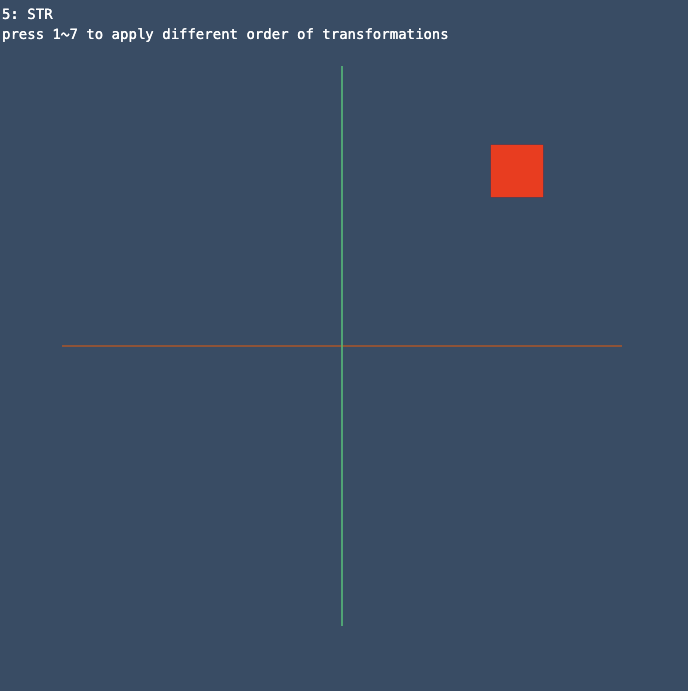 5: STR
press 1~7 to apply different order of transformations